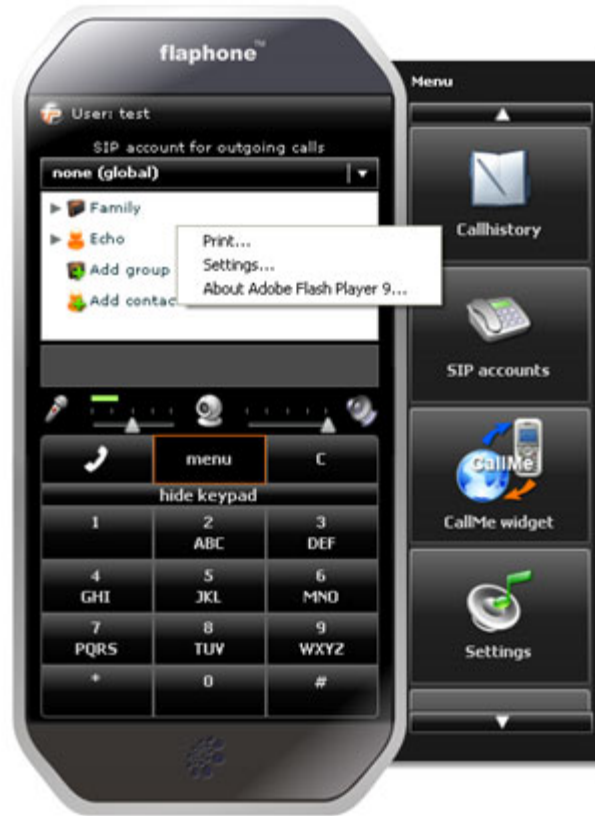 flaphone™
User: test
SIP account for outgoing calls
none (global)
Family
Echo
Add group
Add contac
Print...
Settings...
About Adobe Flash Player 9...
menu
C
hide keypad
1
2
3
ABC
DEF
4
5
6
GHI
JKL
MNO
7
8
9
PQRS
TUV
WXYZ
*
0
#
Menu
Callhistory
SIP accounts
CallMe
CallMe widget
Settings